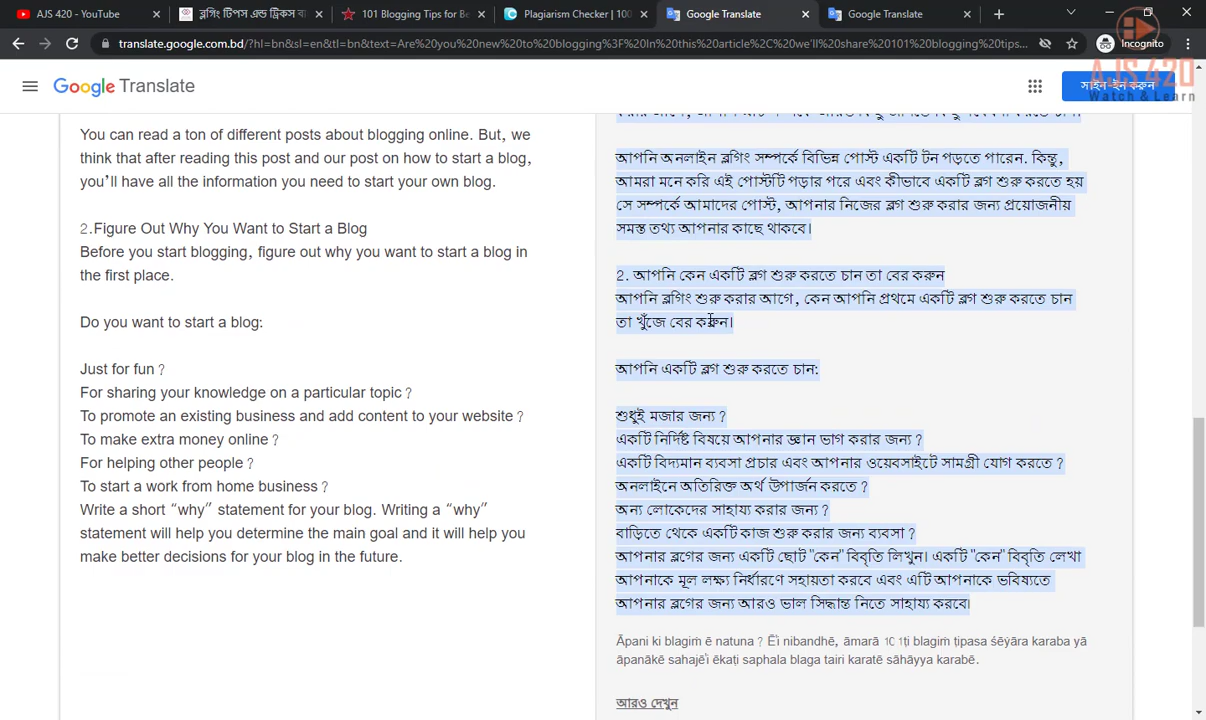 AJS 420 - YouTube
ব্লগিং টিপস এন্ড ট্রিকস বা
101 Blogging Tips for Be
Plagiarism Checker | 100
Google Translate
Google Translate
translate.google.com.bd/?hl=bn&sl=en&tl=bn&text=Are%20you%20new%20to%20blogging%3F%20In%20this%20article%2C%20we'll%20share%20101%20blogging%20tips...
Incognito
Google Translate
সাইন-ইন করুন
AJS 420
Watch & Learn
You can read a ton of different posts about blogging online. But, we
think that after reading this post and our post on how to start a blog,
you'll have all the information you need to start your own blog.
2.Figure Out Why You Want to Start a Blog
Before you start blogging, figure out why you want to start a blog in
the first place.
Do you want to start a blog:
Just for fun ?
For sharing your knowledge on a particular topic ?
To promote an existing business and add content to your website ?
To make extra money online ?
For helping other people ?
To start a work from home business ?
Write a short “why” statement for your blog. Writing a “why”
statement will help you determine the main goal and it will help you
make better decisions for your blog in the future.
আপনি অনলাইন ব্লগিং সম্পর্কে বিভিন্ন পোস্ট একটি টন পড়তে পারেন. কিন্তু,
আমরা মনে করি এই পোস্টটি পড়ার পরে এবং কীভাবে একটি ব্লগ শুরু করতে হয়
সে সম্পর্কে আমাদের পোস্ট, আপনার নিজের ব্লগ শুরু করার জন্য প্রয়োজনীয়
সমস্ত তথ্য আপনার কাছে থাকবে।
2. আপনি কেন একটি ব্লগ শুরু করতে চান তা বের করুন
আপনি ব্লগিং শুরু করার আগে, কেন আপনি প্রথমে একটি ব্লগ শুরু করতে চান
তা খুঁজে বের করুন।
আপনি একটি ব্লগ শুরু করতে চান:
শুধুই মজার জন্য ?
একটি নির্দিষ্ট বিষয়ে আপনার জ্ঞান ভাগ করার জন্য ?
একটি বিদ্যমান ব্যবসা প্রচার এবং আপনার ওয়েবসাইটে সামগ্রী যোগ করতে ?
অনলাইনে অতিরিক্ত অর্থ উপার্জন করতে ?
অন্য লোকেদের সাহায্য করার জন্য ?
বাড়িতে থেকে একটি কাজ শুরু করার জন্য ব্যবসা ?
আপনার ব্লগের জন্য একটি ছোট "কেন" বিবৃতি লিখুন। একটি "কেন" বিবৃতি লেখা
আপনাকে মূল লক্ষ্য নির্ধারণে সহায়তা করবে এবং এটি আপনাকে ভবিষ্যতে
আপনার ব্লগের জন্য আরও ভাল সিদ্ধান্ত নিতে সাহায্য করবে।
Āpani ki blagiṁ ē natuna ? Ē'i nibandhē, āmarā 10 1ṭi blagiṁ ṭipasa śēẏāra karaba yā
āpanākē sahajē'i ēkaṭi saphala blaga tairi karatē sāhāyya karabē.
আরও দেখুন